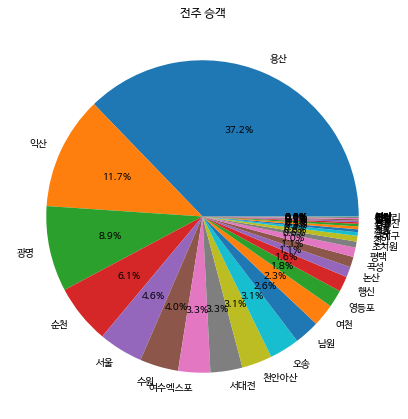 전주 승객
용산
37.2%
익산
11.7%
광명
8.9%
순천
6.1%
서울
4.6%
수원
4.0%
여수엑스포
3.3%
서대전
3.3%
천안아산
3.1%
오송
3.1%
남원
2.6%
여천
2.3%
영등포
1.8%
행신
1.6%
논산
1.1%
곡성
1.1%
평택
1.0%
조치원